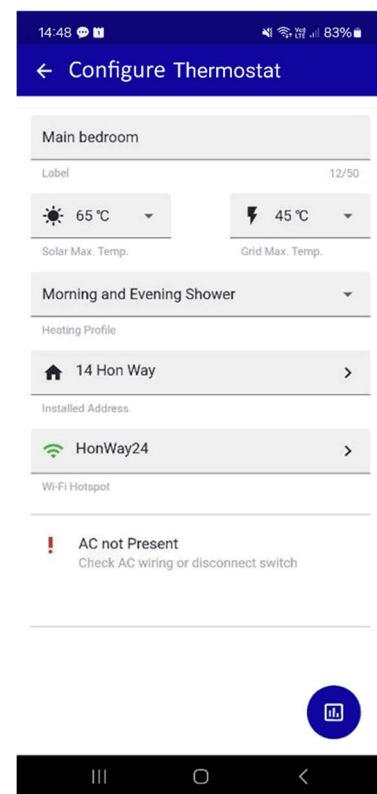 14:48 83%
Configure Thermostat
Main bedroom
Label 12/50
65 °C 45 °C
Solar Max. Temp. Grid Max. Temp.
Morning and Evening Shower
Heating Profile
14 Hon Way
Installed Address
HonWay24
Wi-Fi Hotspot
AC not Present
Check AC wiring or disconnect switch